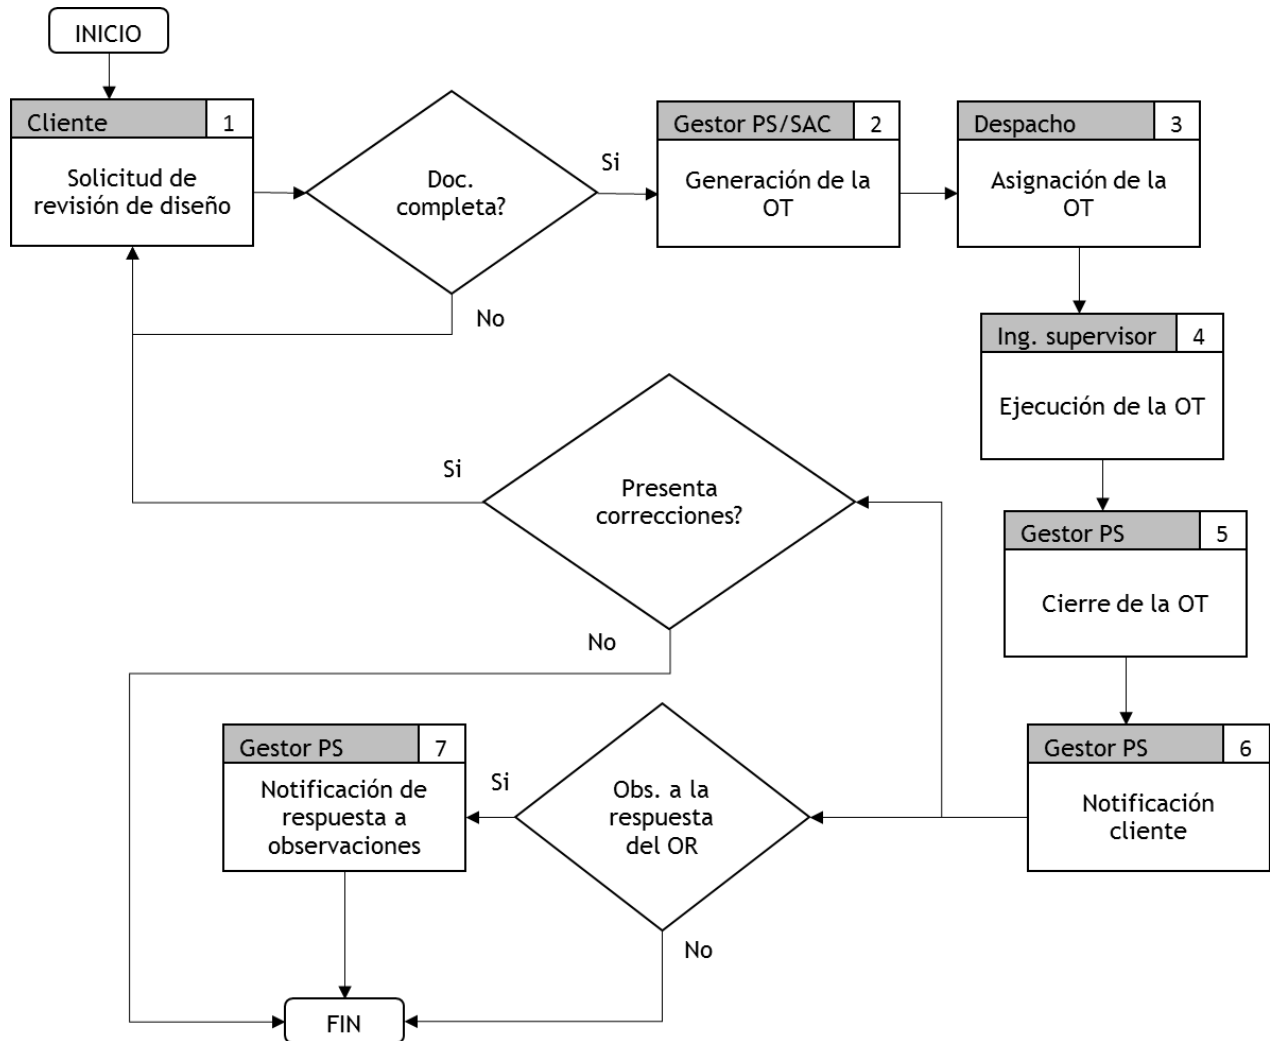 INICIO
Cliente 1
Solicitud de
revisión de diseño
Doc.
completa?
Si
No
Gestor PS/SAC 2
Generación de la
OT
Despacho 3
Asignación de la
OT
Ing. supervisor 4
Ejecución de la OT
Presenta
correcciones?
Si
No
Gestor PS 5
Cierre de la OT
Gestor PS 6
Notificación
cliente
Obs. a la
respuesta
del OR
Si
No
Gestor PS 7
Notificación de
respuesta a
observaciones
FIN